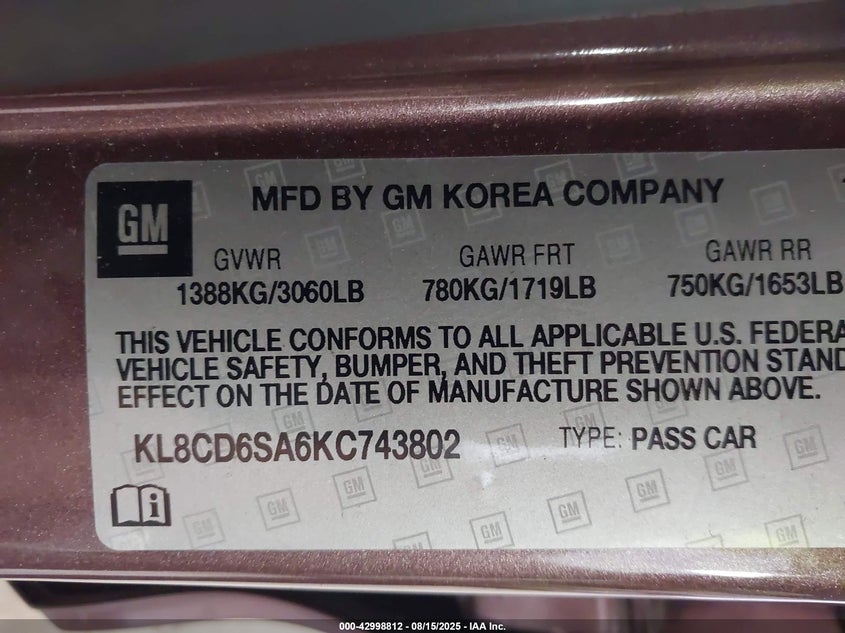 GM
MFD BY GM KOREA COMPANY
GVWR GAWR FRT GAWR RR
1388KG/3060LB 780KG/1719LB 750KG/1653LB
THIS VEHICLE CONFORMS TO ALL APPLICABLE U.S. FEDERA
VEHICLE SAFETY, BUMPER, AND THEFT PREVENTION STAND
EFFECT ON THE DATE OF MANUFACTURE SHOWN ABOVE.
KL8CD6SA6KC743802 TYPE: PASS CAR
000-42998812 - 08/15/2025 - IAA Inc.